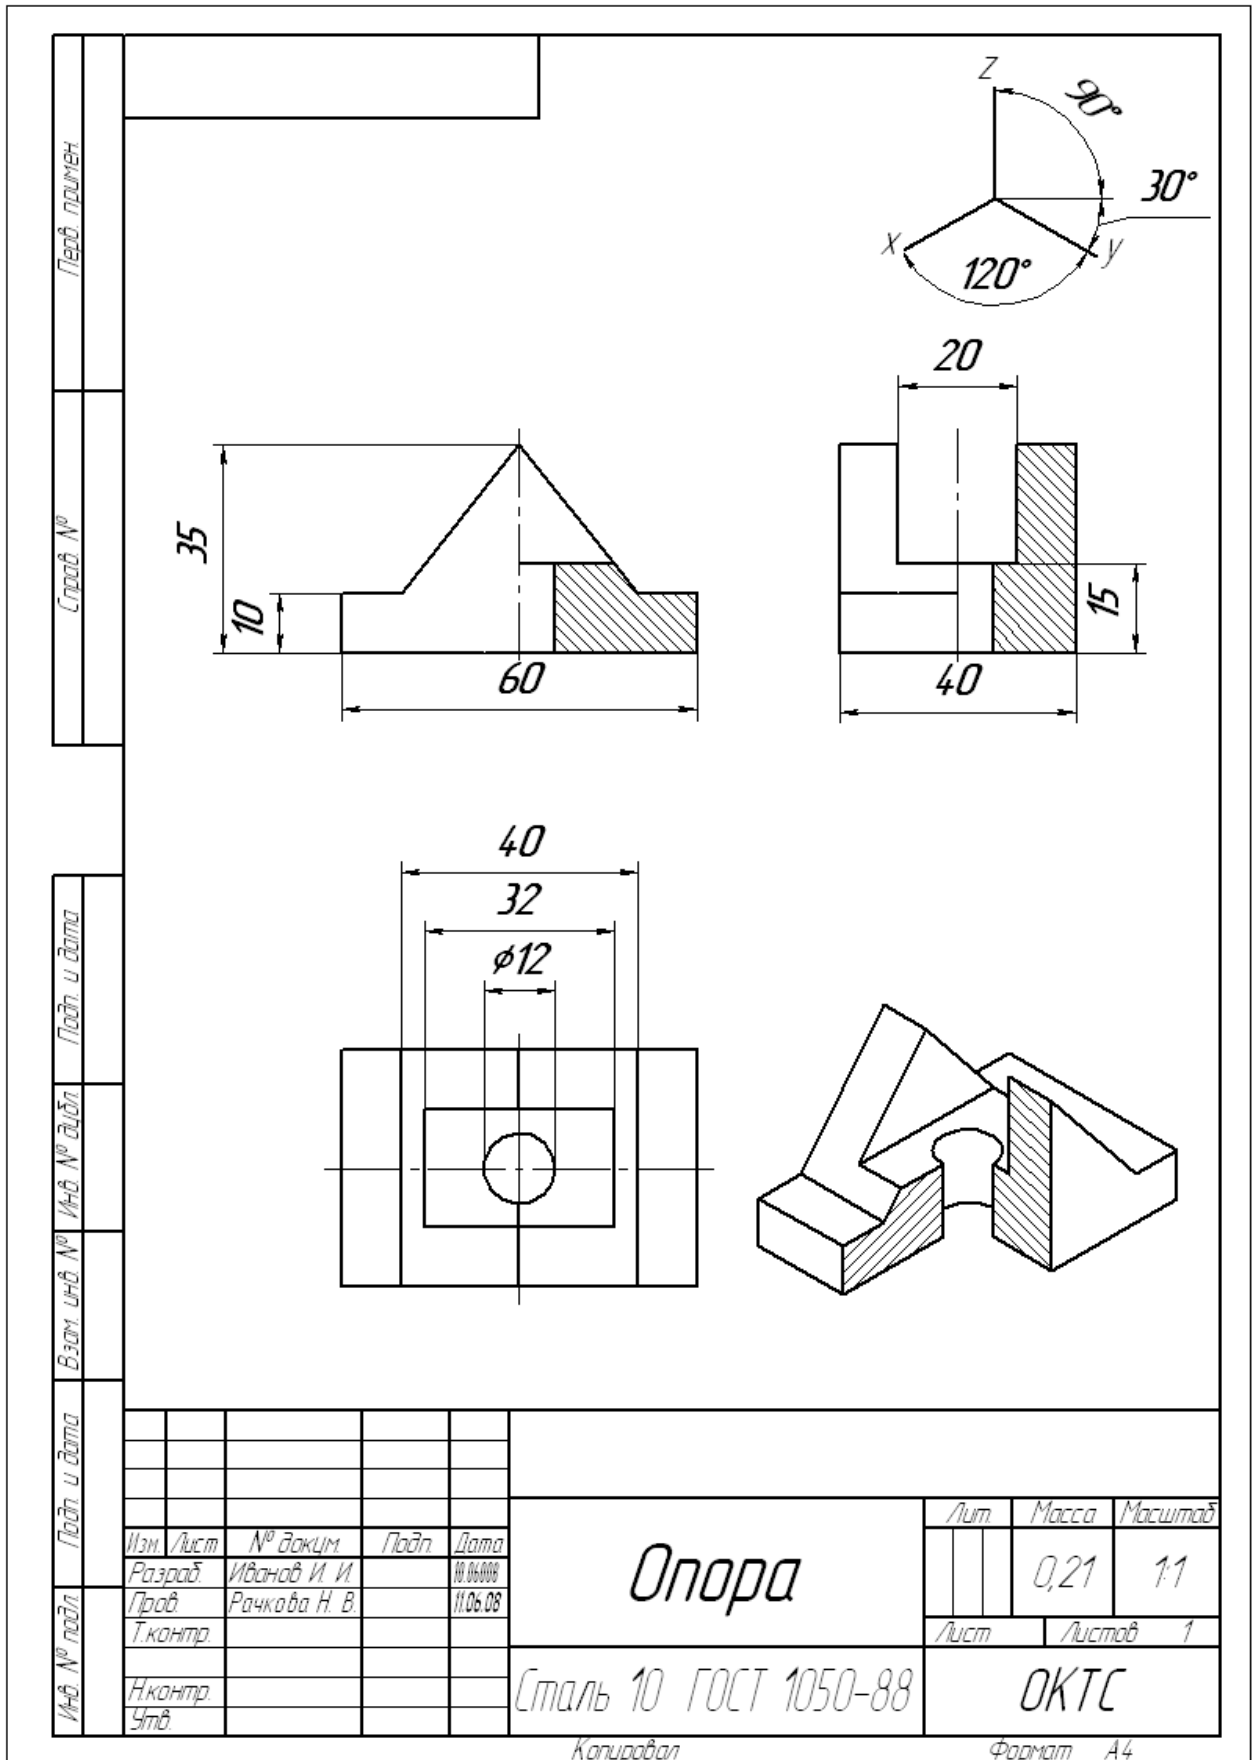 Z
90°
30°
X
y
120°
20
35
10
60
15
40
40
32
ϕ12
Перв. примен.
Справ. №
Подп. и дата
Инв. № дубл.
Взам. инв. №
Подп. и дата
Инв. № подл.
Изм. Лист № докум. Подп. Дата
Разраб. Иванов И. И.
Пров. Рачкова Н. В. 11.06.08
Т.контр.
Н.контр.
Утв.
Опора
Сталь 10 ГОСТ 1050-88
Лит. Масса Масштаб
0,21 1:1
Лист Листов 1
ОКТС
Копировал Формат А4